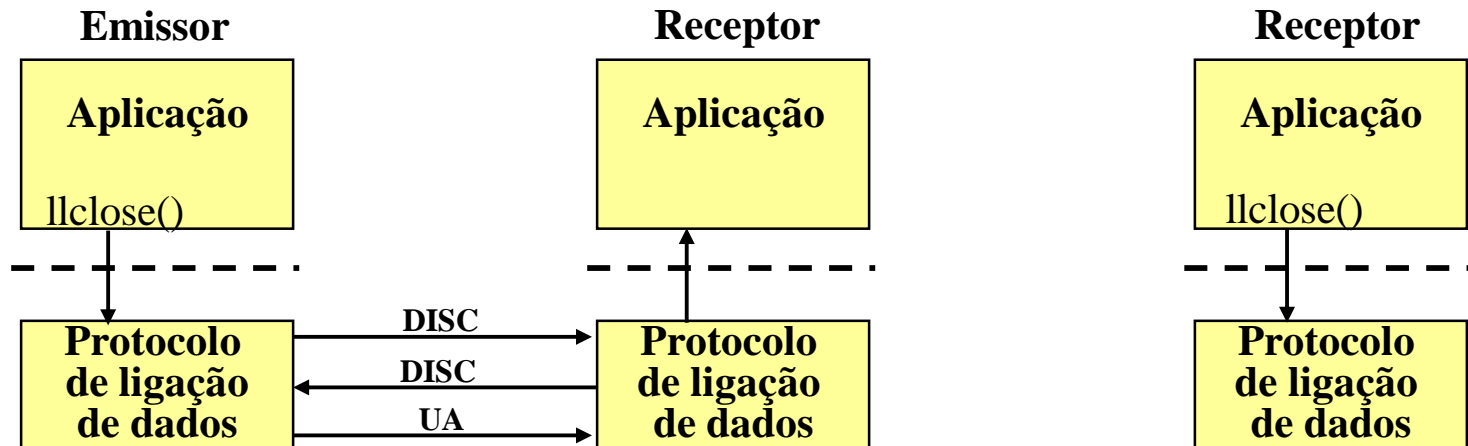 Emissor
Receptor
Receptor
Aplicação
Aplicação
Aplicação
llclose()
llclose()
DISC
DISC
UA
Protocolo
de ligação
de dados
Protocolo
de ligação
de dados
Protocolo
de ligação
de dados